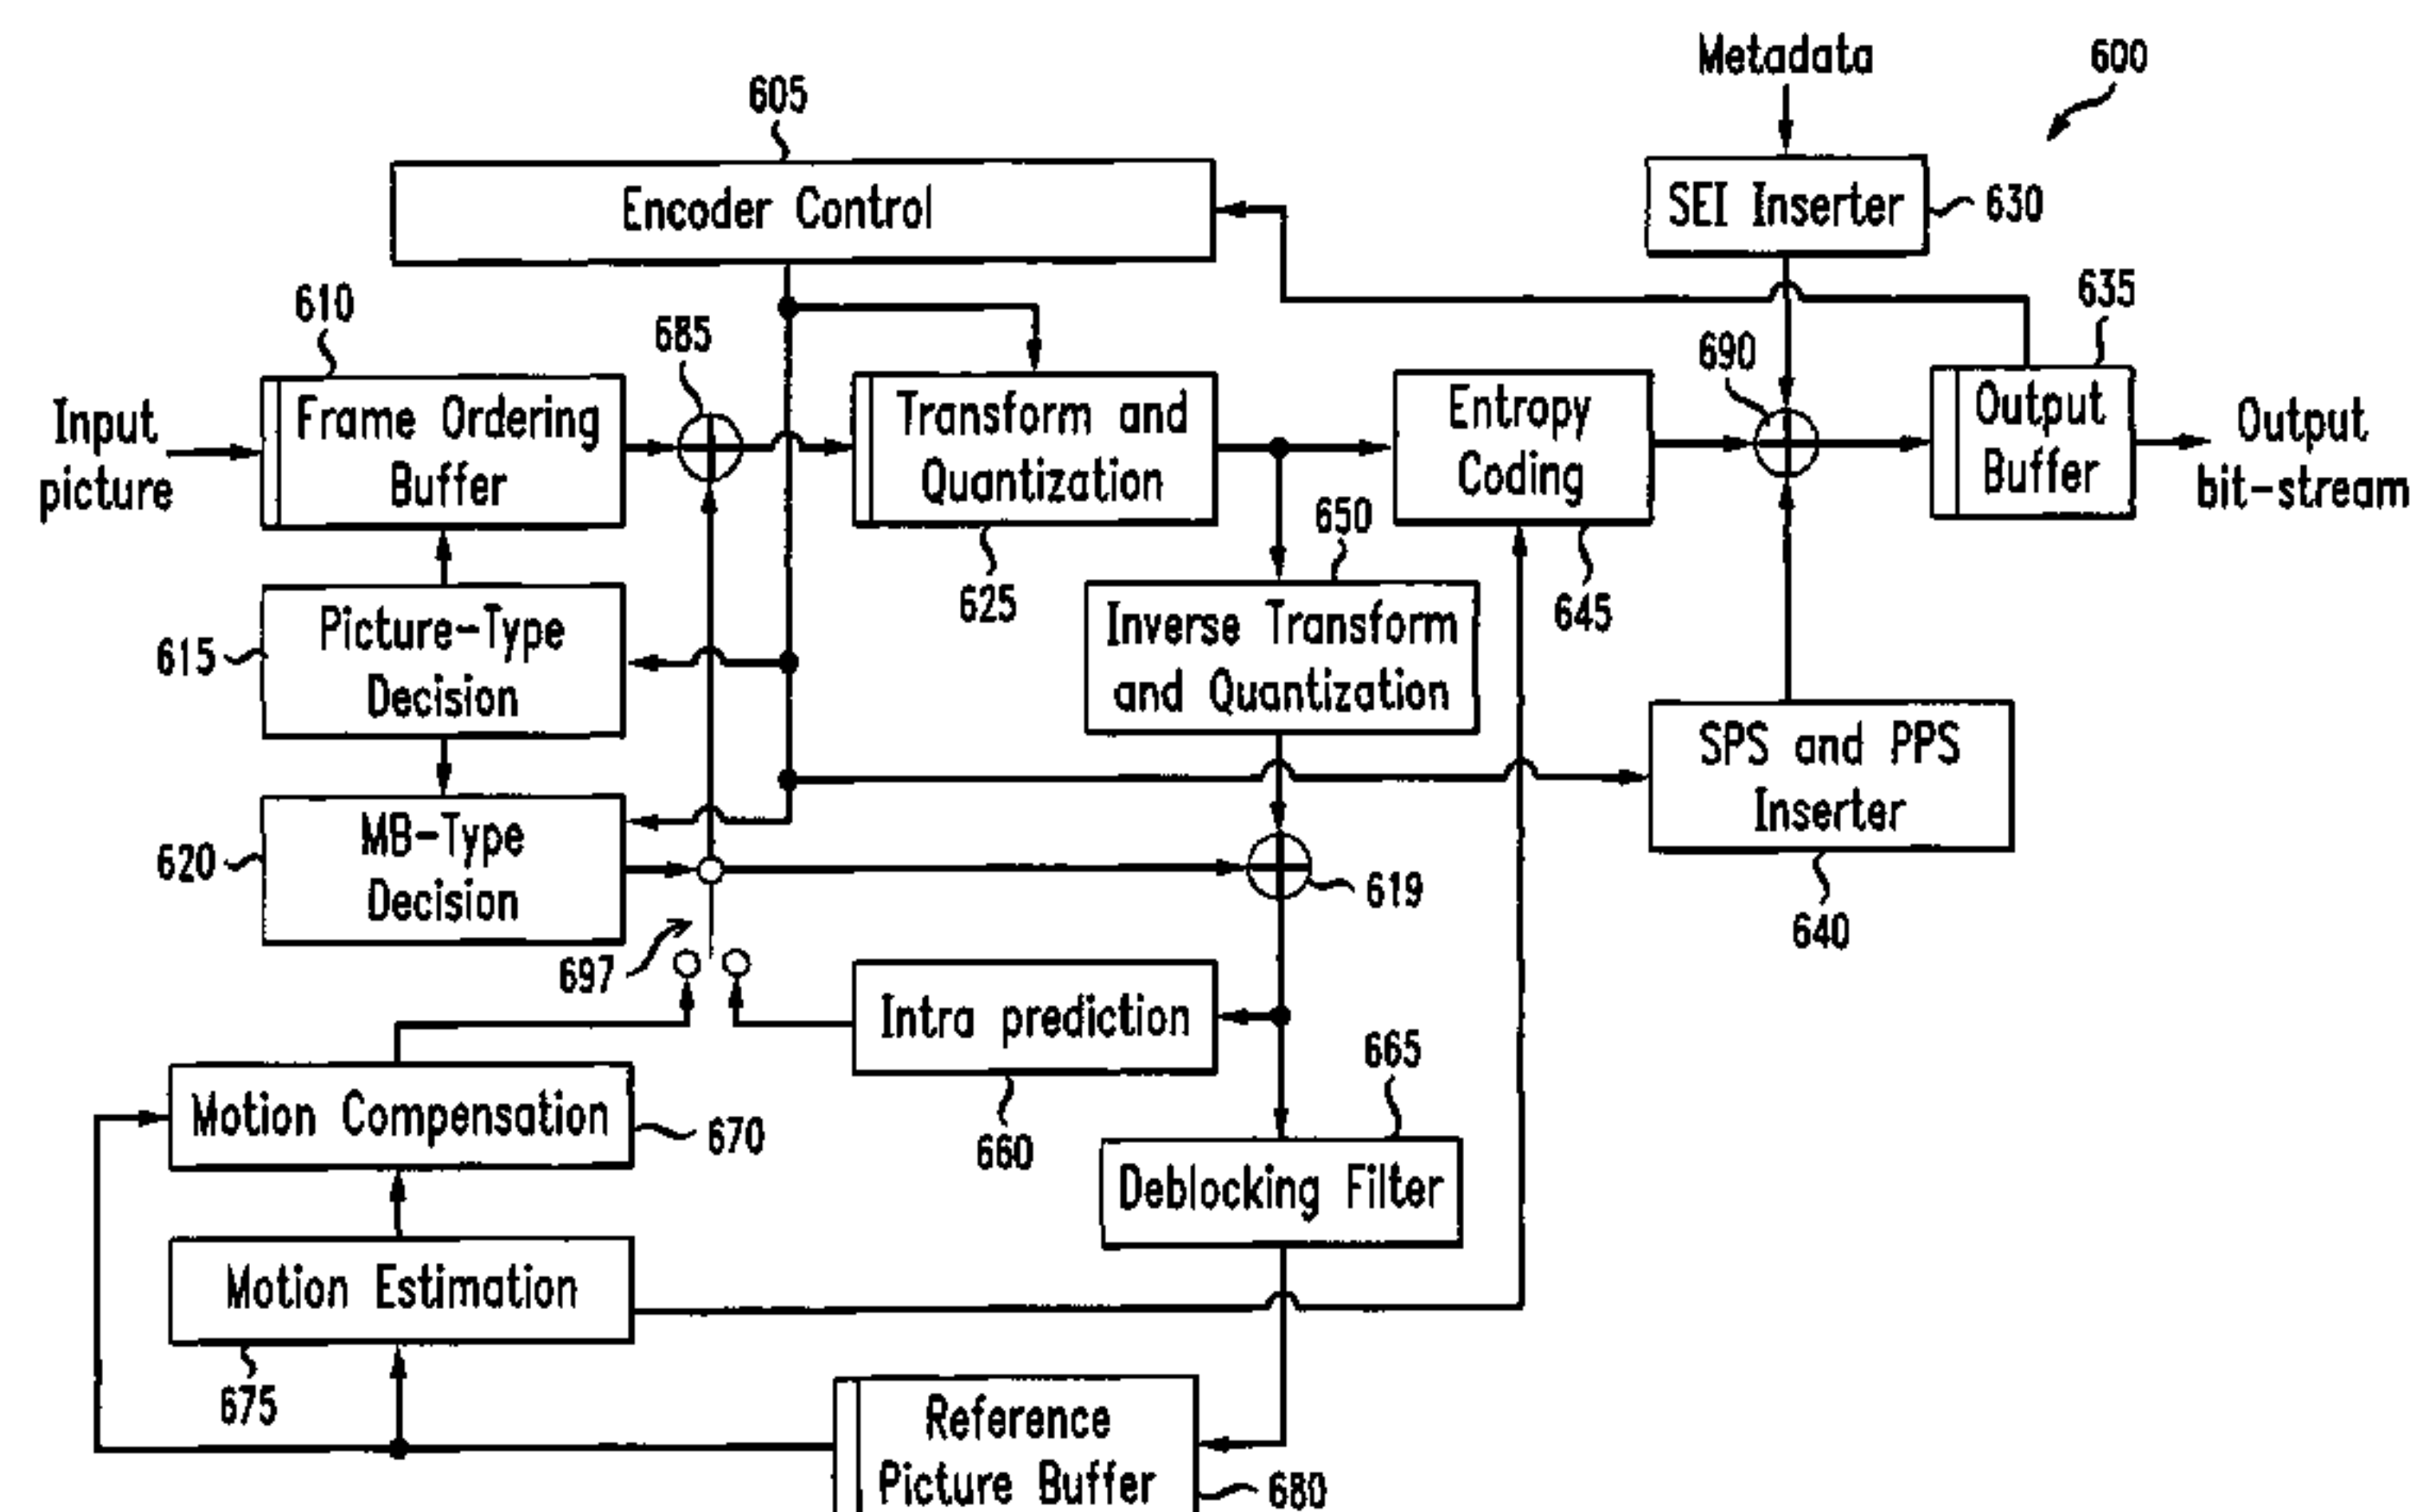 Metadata
600
605
Encoder Control
SEI Inserter
630
610
685
635
690
Input
picture
Frame Ordering
Buffer
Transform and
Quantization
Entropy
Coding
Output
Buffer
Output
bit-stream
650
625
645
615
Picture-Type
Decision
Inverse Transform
and Quantization
SPS and PPS
Inserter
620
MB-Type
Decision
619
640
697
Intra prediction
665
660
Motion Compensation
670
Deblocking Filter
Motion Estimation
675
Reference
Picture Buffer
680